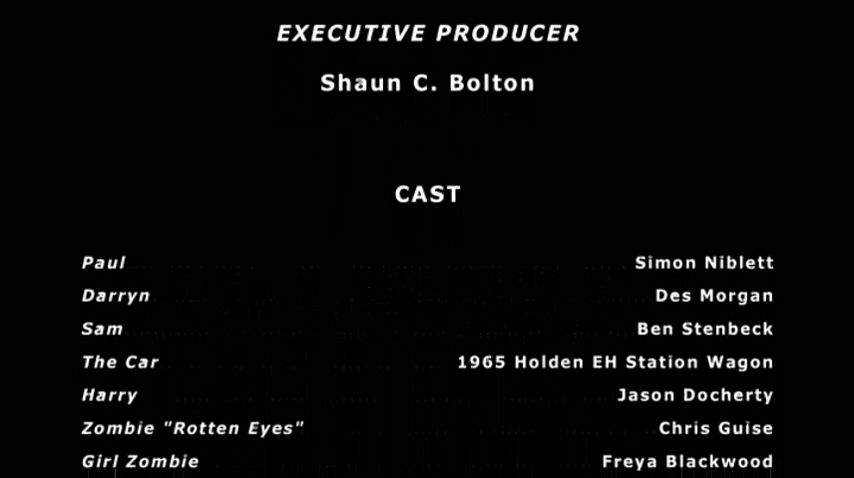 EXECUTIVE PRODUCER
Shaun C. Bolton
CAST
Paul Simon Niblett
Darryn Des Morgan
Sam Ben Stenbeck
The Car 1965 Holden EH Station Wagon
Harry Jason Docherty
Zombie "Rotten Eyes" Chris Guise
Girl Zombie Freya Blackwood